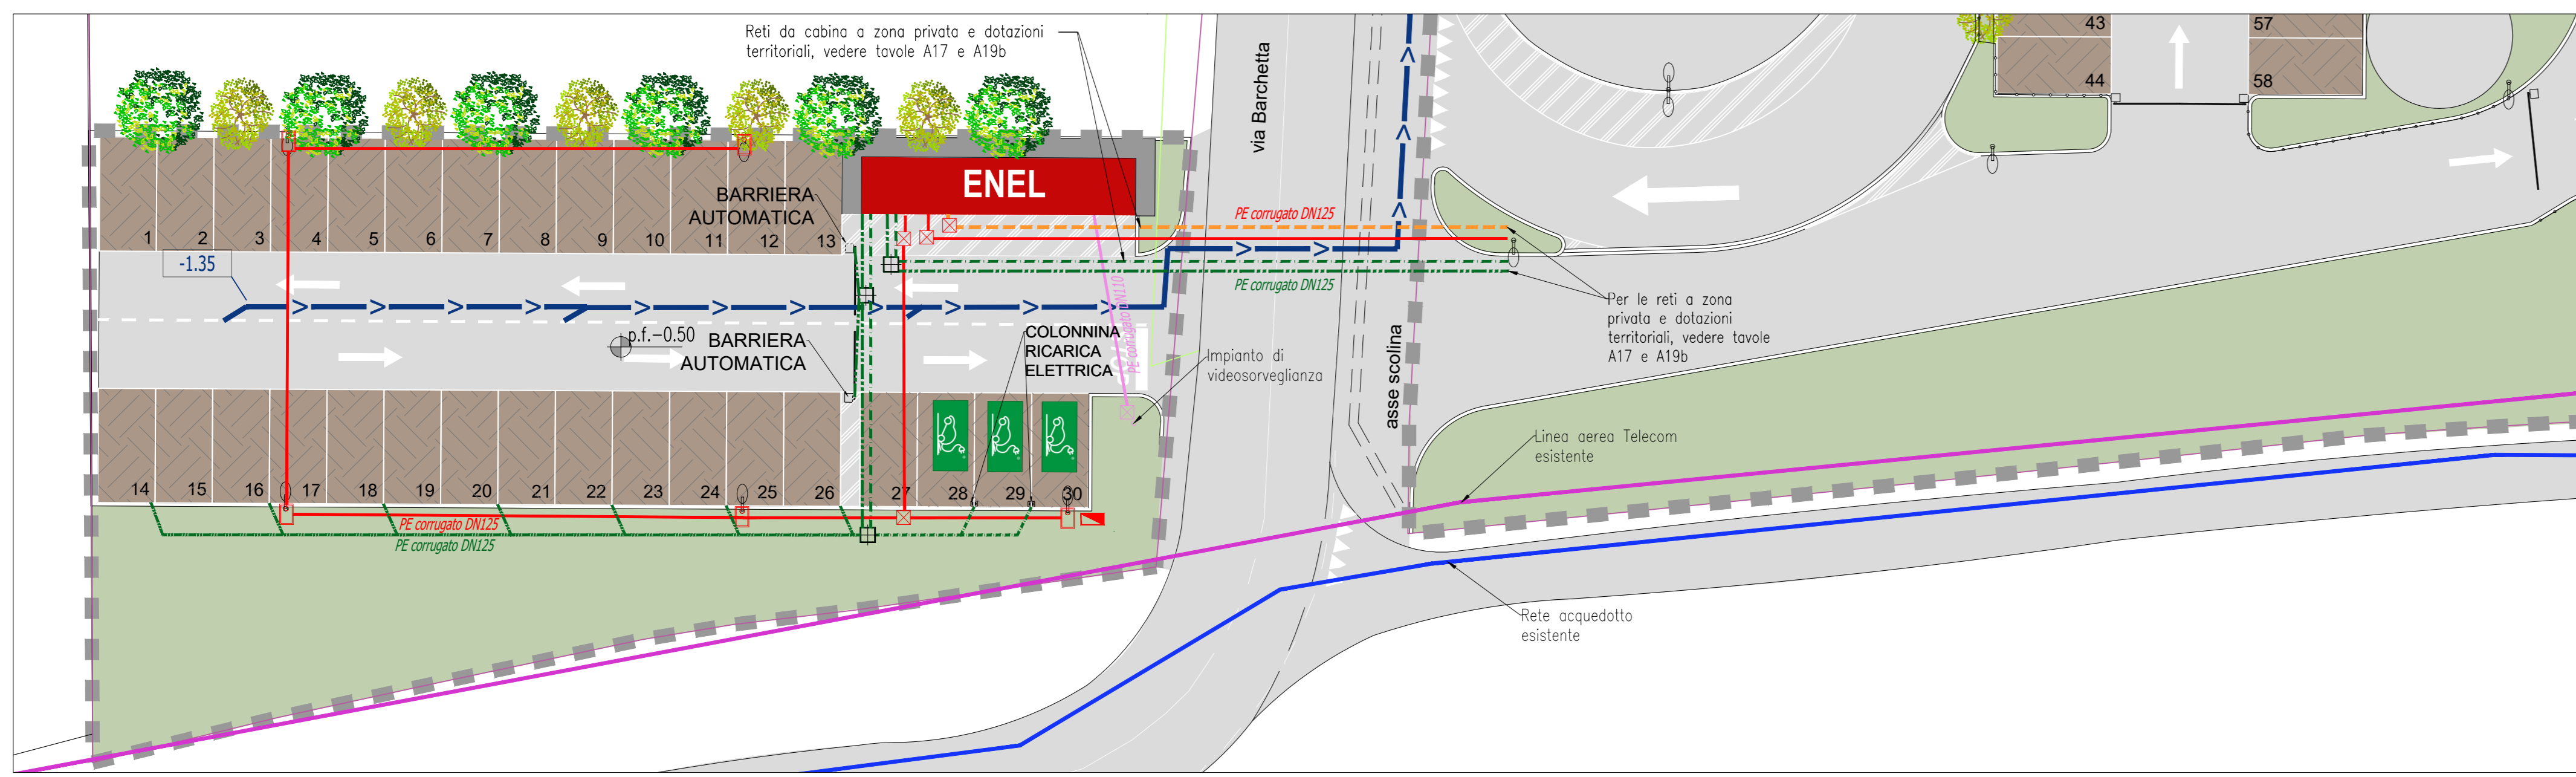 Reti da cabina a zona privata e dotazioni
territoriali, vedere tavole A17 e A19b
via Barchetta
43
57
44
58
ENEL
BARRIERA
AUTOMATICA
1 2 3 4 5 6 7 8 9 10 11 12 13
-1.35
PE corrugato DN125
PE corrugato DN125
PE corrugato DN110
Per le reti a zona
privata e dotazioni
territoriali, vedere tavole
A17 e A19b
p.f.-0.50
BARRIERA
AUTOMATICA
COLONNINA
RICARICA
ELETTRICA
Impianto di
videosorveglianza
asse scolina
Linea aerea Telecom
esistente
14 15 16 17 18 19 20 21 22 23 24 25 26 27 28 29 30
PE corrugato DN125
PE corrugato DN125
Rete acquedotto
esistente